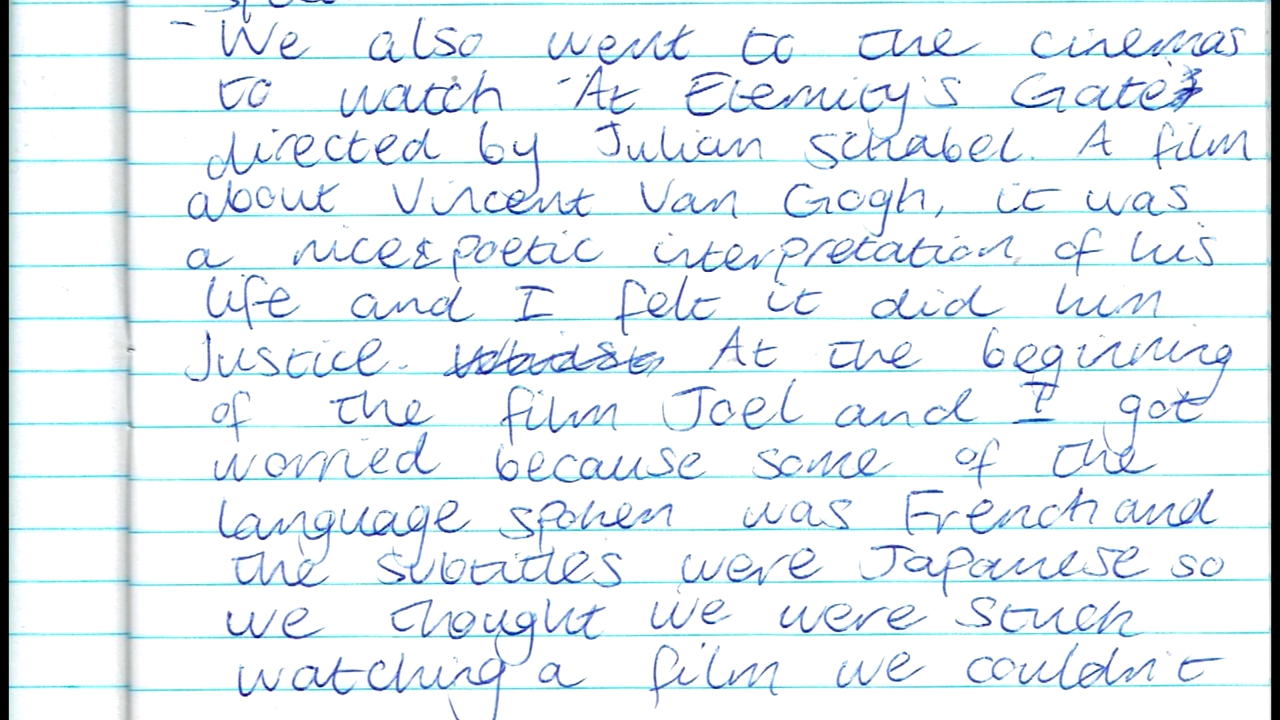 - We also went to the cinemas
to watch 'At Eternity's Gate'
directed by Julian Schabel. A film
about Vincent Van Gogh, it was
a nice & poetic interpretation of his
life and I felt it did him
Justice. At the beginning
of the film Joel and I got
worried because some of the
language spoken was French and
the subtitles were Japanese so
we thought we were stuck
watching a film we couldn't